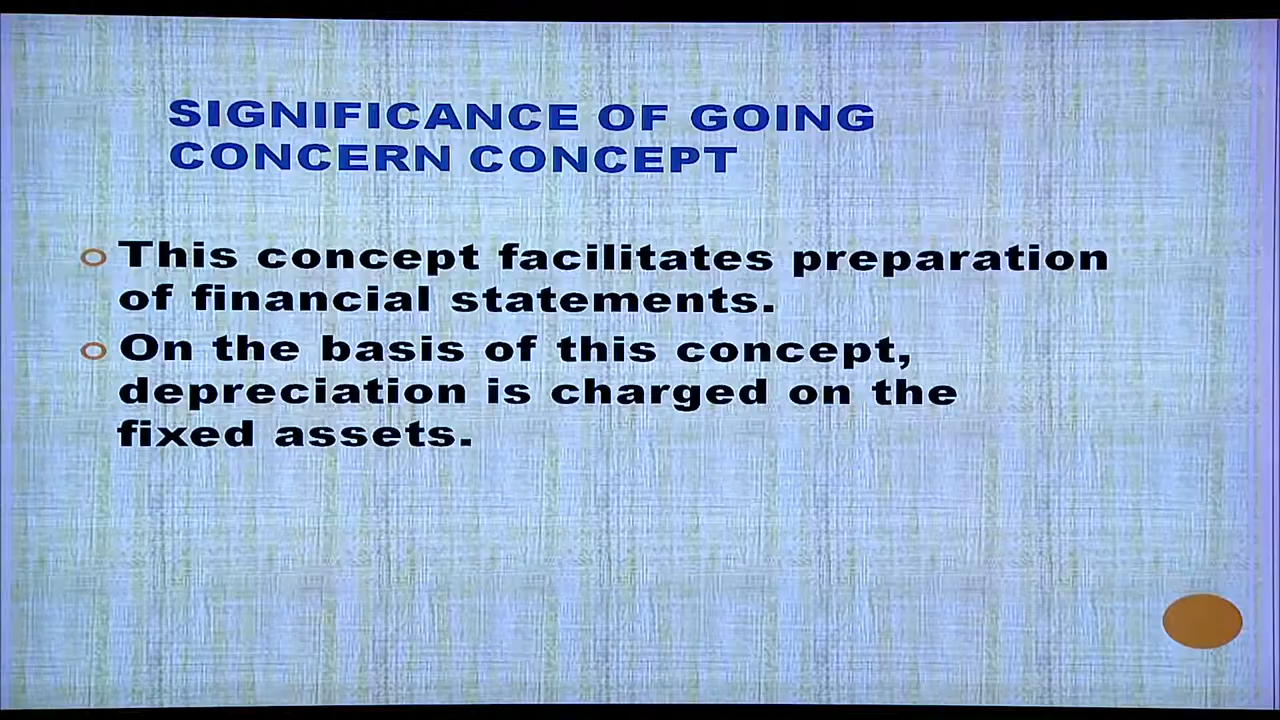 SIGNIFICANCE OF GOING
CONCERN CONCEPT
This concept facilitates preparation
of financial statements.
On the basis of this concept,
depreciation is charged on the
fixed assets.